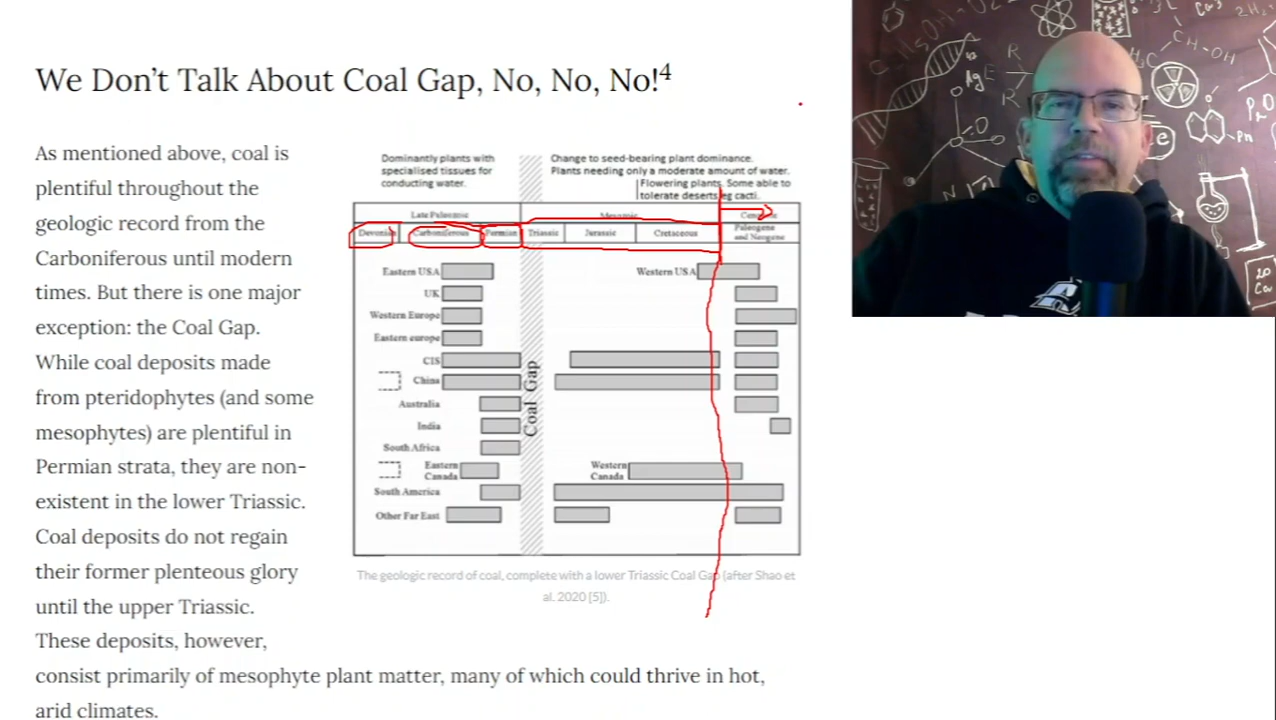 We Don't Talk About Coal Gap, No, No, No!⁴
As mentioned above, coal is
plentiful throughout the
geologic record from the
Carboniferous until modern
times. But there is one major
exception: the Coal Gap.
While coal deposits made
from pteridophytes (and some
mesophytes) are plentiful in
Permian strata, they are non-
existent in the lower Triassic.
Coal deposits do not regain
their former plenteous glory
until the upper Triassic.
These deposits, however,
consist primarily of mesophyte plant matter, many of which could thrive in hot,
arid climates.
Dominantly plants with
specialised tissues for
conducting water.
Change to seed-bearing plant dominance.
Plants needing only a moderate amount of water.
Flowering plants. Some able to
tolerate deserts eg cacti.
Late Paleozoic
Devonian Carboniferous Permian Triassic Jurassic Cretaceous
Paleogene
and Neogene
Eastern USA
Western USA
UK
Western Europe
Eastern europe
CIS
China
Australia
India
South Africa
Eastern
Canada
Western
Canada
South America
Other Far East
Coal Gap
The geologic record of coal, complete with a lower Triassic Coal Gap (after Shao et
al. 2020 [5]).
CH-OH